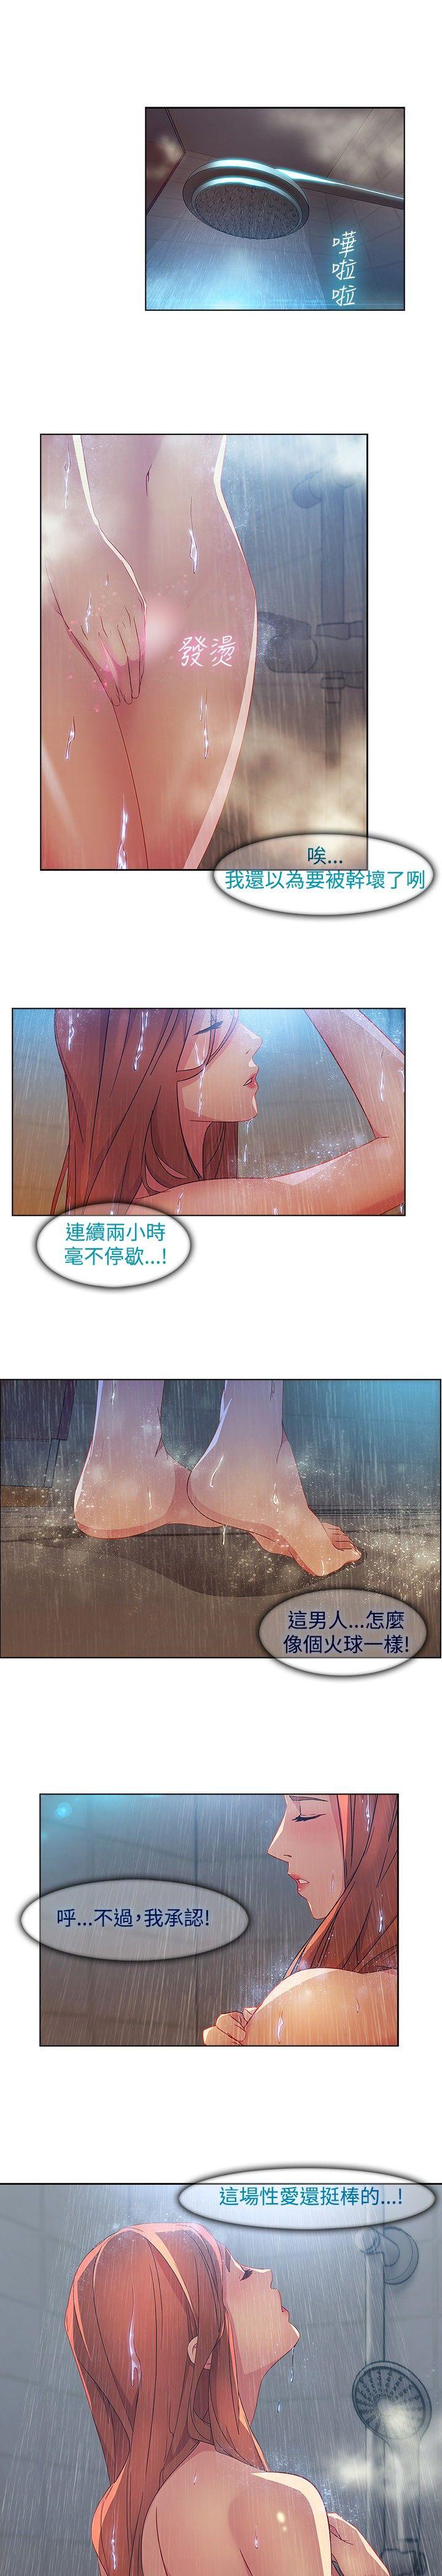 嘩啦啦
發燙
唉...
我還以為要被幹壞了咧
連續兩小時
毫不停歇...!
這男人...怎麼
像個火球一樣!
呼...不過，我承認!
這場性愛還挺棒的...!